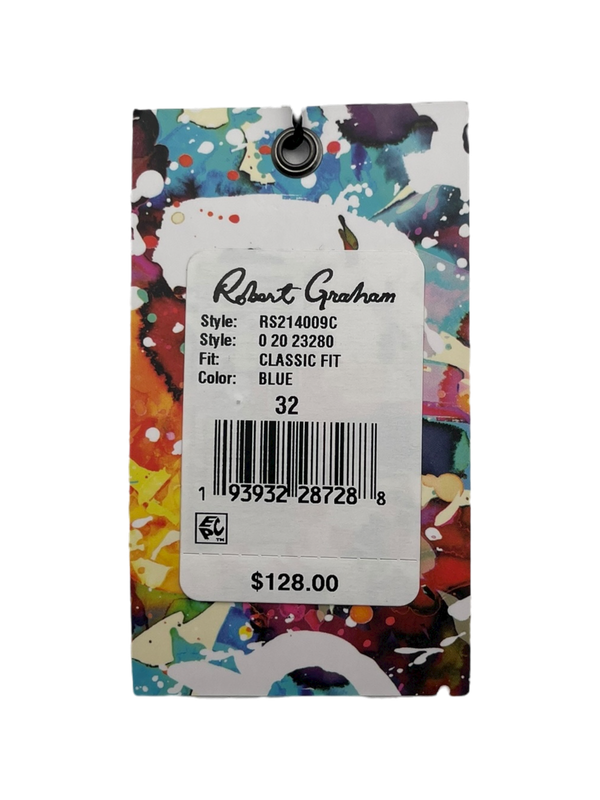 Robert Graham
Style: RS214009C
Style: 0 20 23280
Fit: CLASSIC FIT
Color: BLUE
32
1 93932 28728 8
EPC™
$128.00